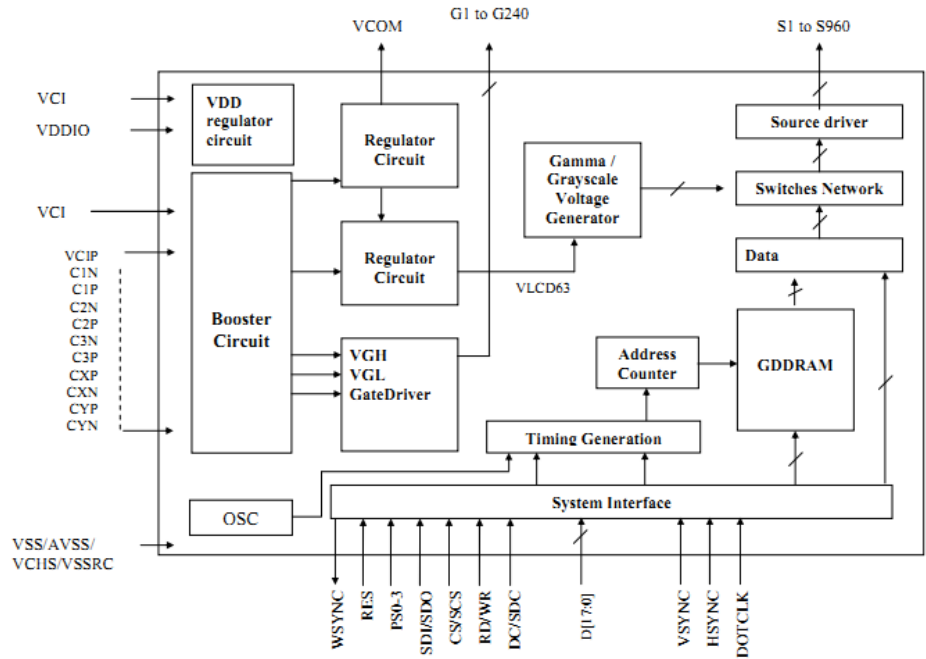 G1 to G240
S1 to S960
VCOM
VCI
VDDIO
VDD
regulator
circuit
Regulator
Circuit
Source driver
Gamma /
Grayscale
Voltage
Generator
Switches Network
VCI
VCIP
C1N
C1P
C2N
C2P
C3N
C3P
CXP
CXN
CYP
CYN
Regulator
Circuit
Data
VLCD63
Booster
Circuit
VGH
VGL
GateDriver
Address
Counter
GDDRAM
Timing Generation
OSC
System Interface
VSS/AVSS/
VCHS/VSSRC
WSYNC
RES
PS0-3
SDI/SDO
CS/SCS
RD/WR
DC/SDC
D[17:0]
VSYNC
HSYNC
DOTCLK